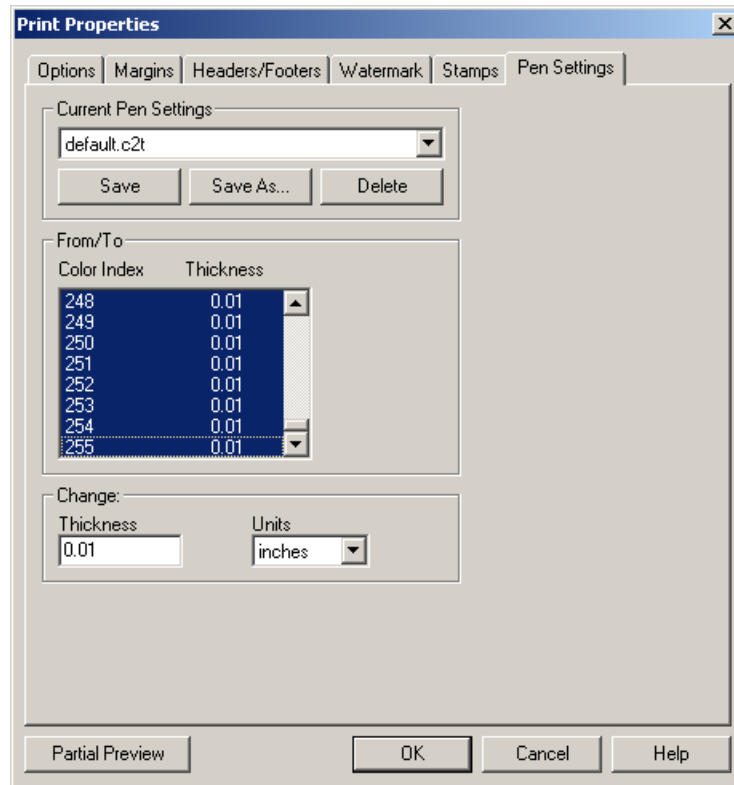 Print Properties
Options Margins Headers/Footers Watermark Stamps Pen Settings
Current Pen Settings
default.c2t
Save Save As... Delete
From/To
Color Index Thickness
248 0.01
249 0.01
250 0.01
251 0.01
252 0.01
253 0.01
254 0.01
255 0.01
Change:
Thickness Units
0.01 inches
Partial Preview OK Cancel Help